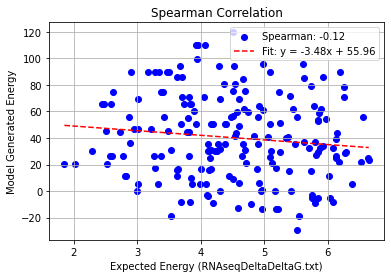 Spearman Correlation
Spearman: -0.12
Fit: y = -3.48x + 55.96
Model Generated Energy
120
100
80
60
40
20
0
−20
2
3
4
5
6
Expected Energy (RNAseqDeltaDeltaG.txt)